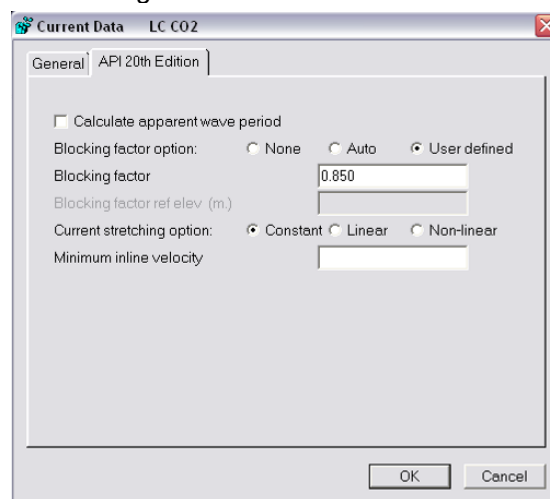 Current Data LC CO2
General API 20th Edition
Calculate apparent wave period
Blocking factor option: None Auto User defined
Blocking factor 0.850
Blocking factor ref elev (m.)
Current stretching option: Constant Linear Non-linear
Minimum inline velocity
OK Cancel